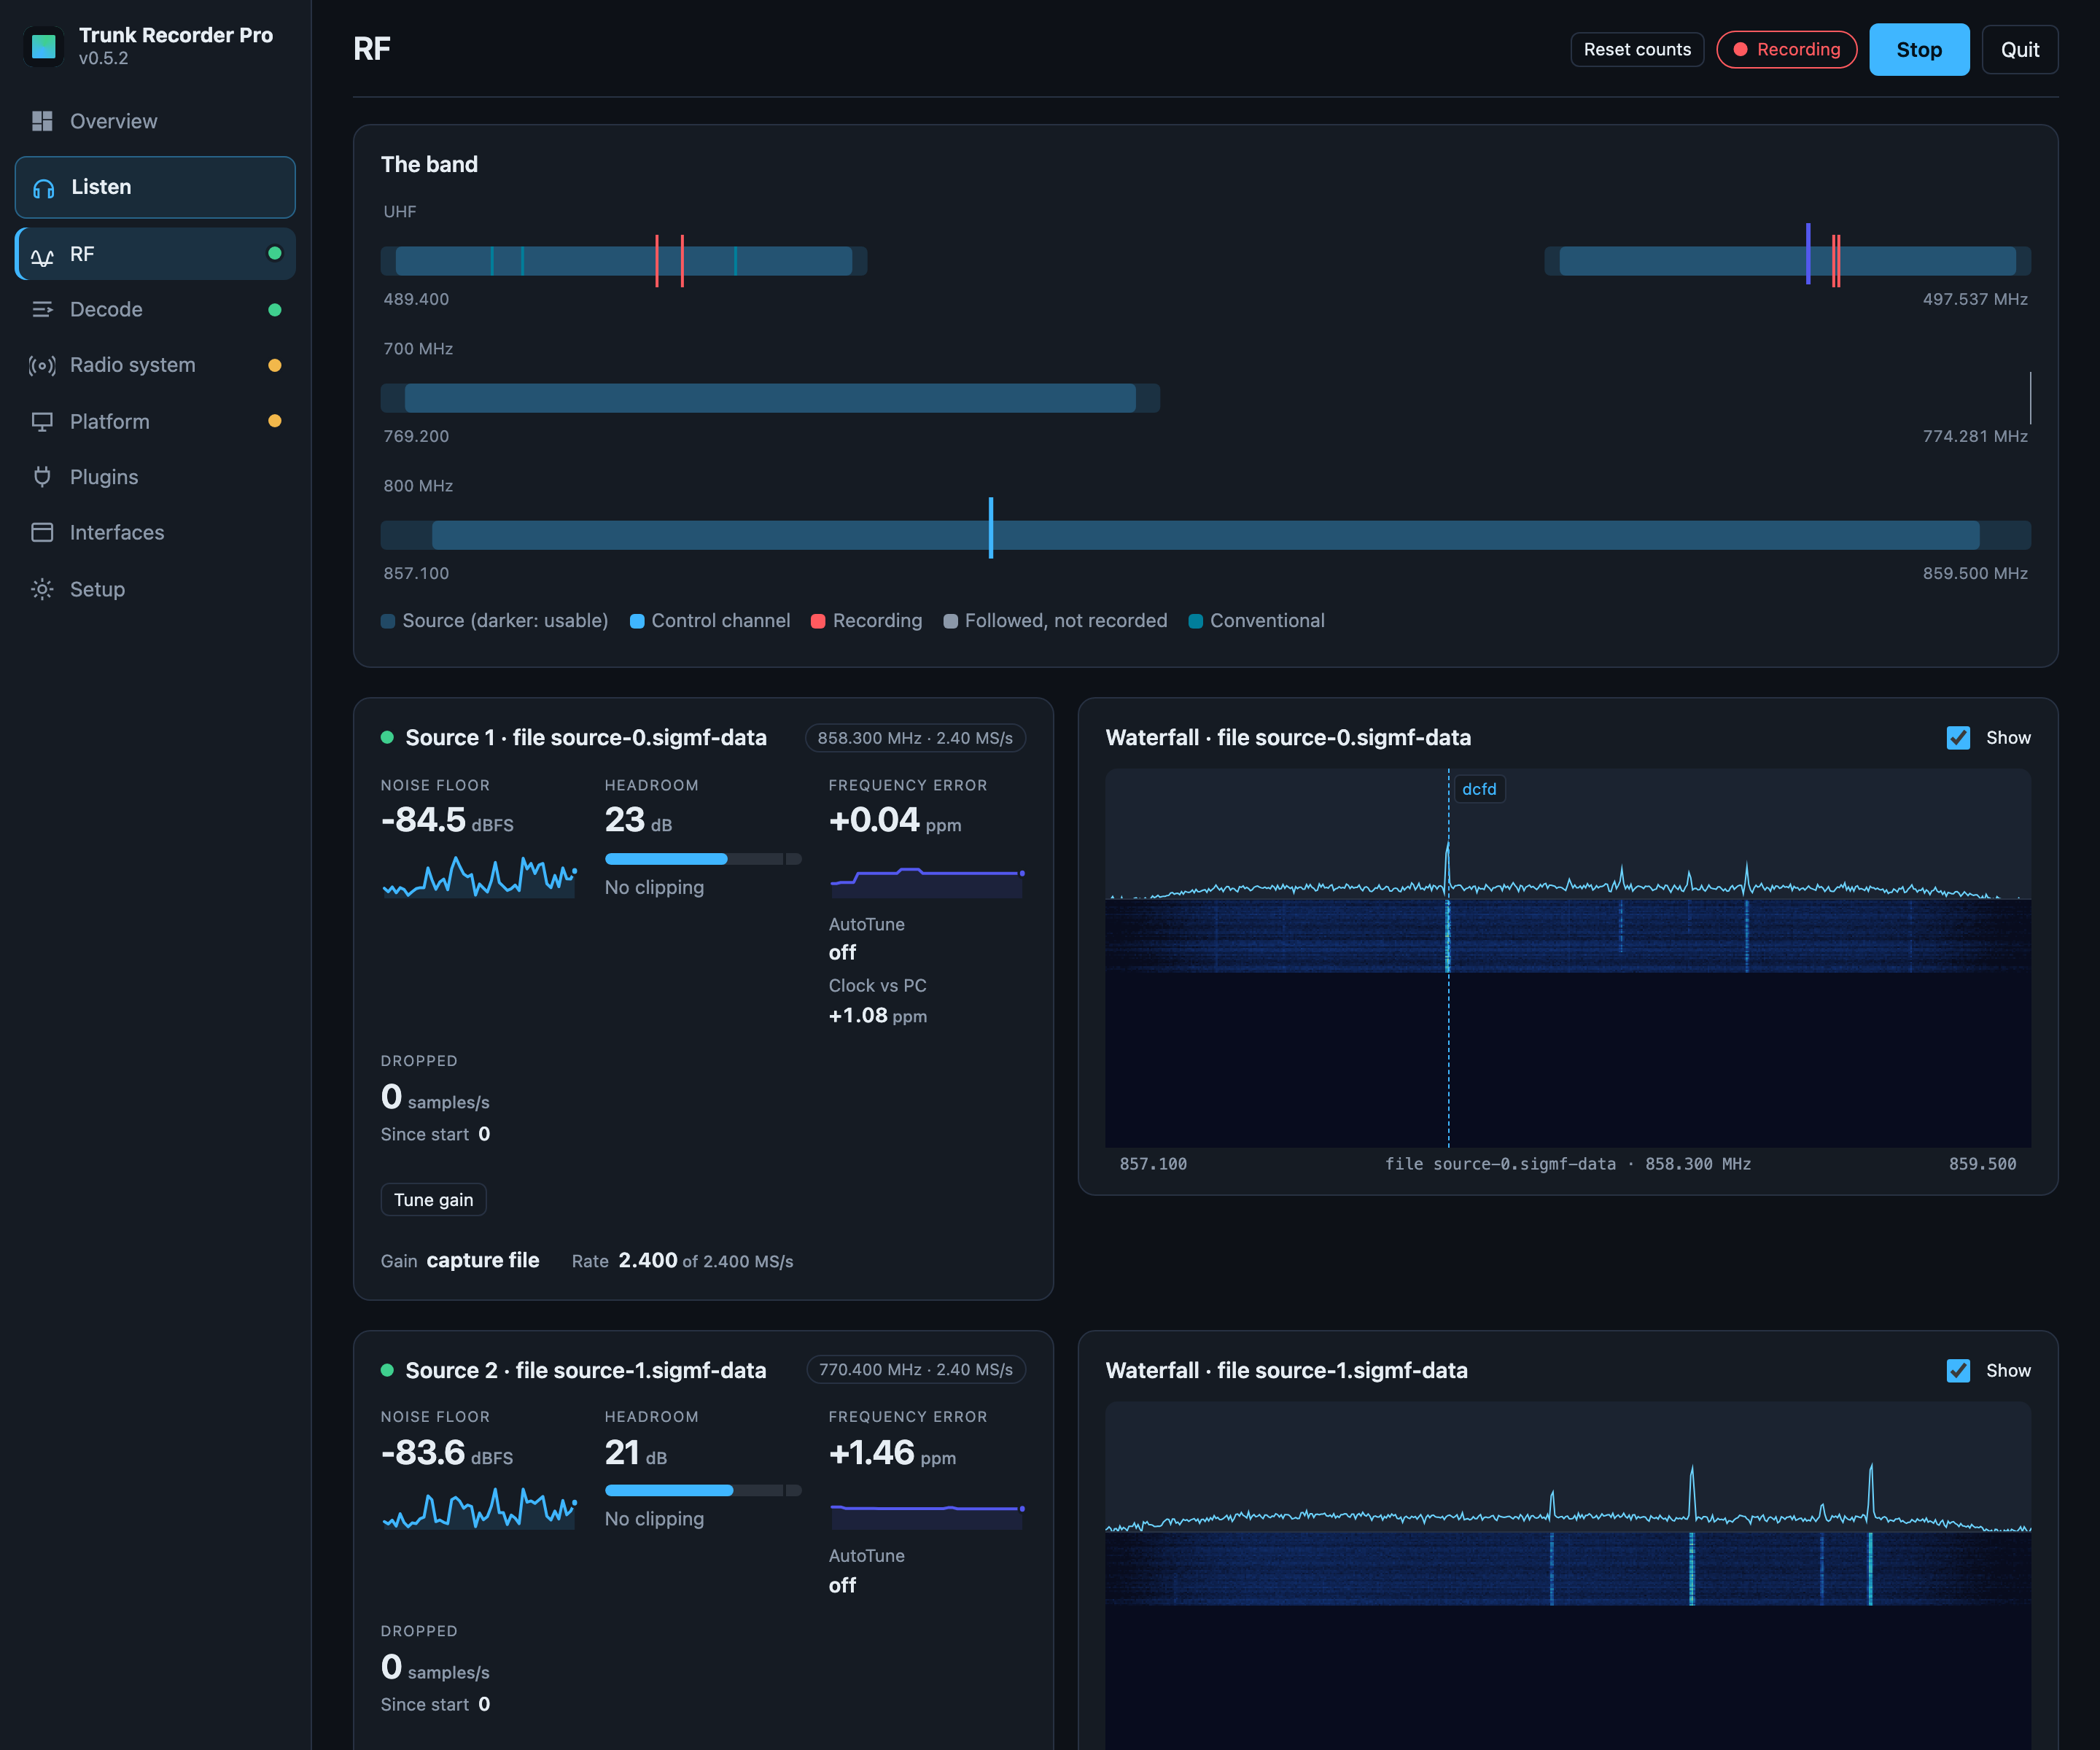 Trunk Recorder Pro
v0.5.2
Overview
Listen
RF
Decode
Radio system
Platform
Plugins
Interfaces
Setup
RF
Reset counts
Recording
Stop
Quit
The band
UHF
489.400
497.537 MHz
700 MHz
769.200
774.281 MHz
800 MHz
857.100
859.500 MHz
Source (darker: usable)
Control channel
Recording
Followed, not recorded
Conventional
Source 1 · file source-0.sigmf-data
858.300 MHz · 2.40 MS/s
NOISE FLOOR
-84.5 dBFS
HEADROOM
23 dB
No clipping
FREQUENCY ERROR
+0.04 ppm
AutoTune
off
Clock vs PC
+1.08 ppm
DROPPED
0 samples/s
Since start 0
Tune gain
Gain capture file
Rate 2.400 of 2.400 MS/s
Waterfall · file source-0.sigmf-data
Show
dcfd
857.100
file source-0.sigmf-data · 858.300 MHz
859.500
Source 2 · file source-1.sigmf-data
770.400 MHz · 2.40 MS/s
NOISE FLOOR
-83.6 dBFS
HEADROOM
21 dB
No clipping
FREQUENCY ERROR
+1.46 ppm
AutoTune
off
DROPPED
0 samples/s
Since start 0
Waterfall · file source-1.sigmf-data
Show